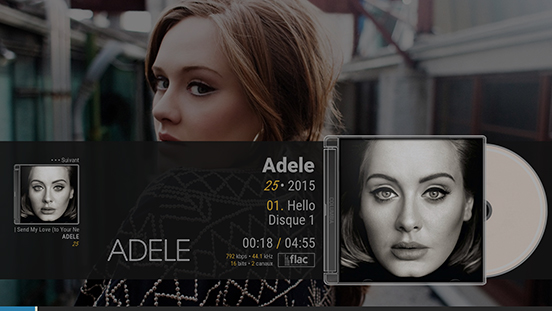 • • • Suivant
I Send My Love (to Your Ne
ADELE
25
ADELE
Adele
25 • 2015
01. Hello
Disque 1
00:18 / 04:55
792 kbps • 44.1 kHz
16 bits • 2 canaux
flac